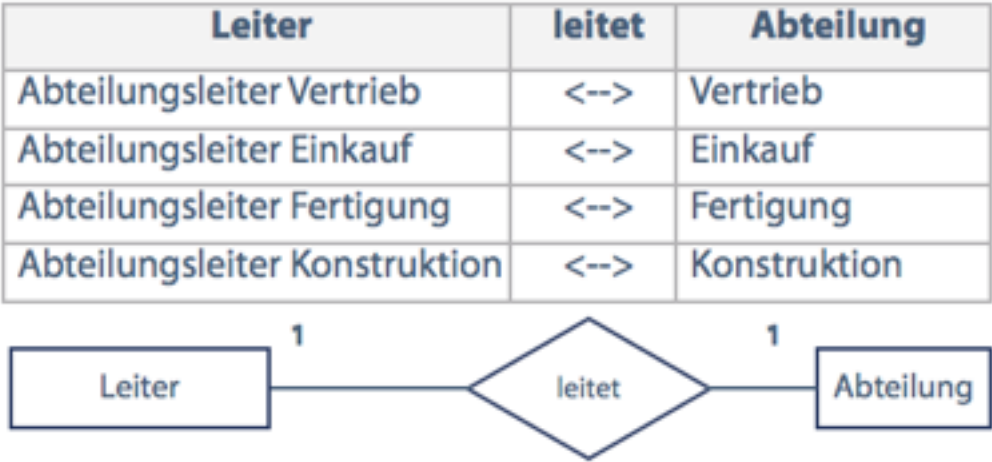 Leiter leitet Abteilung
Abteilungsleiter Vertrieb <--> Vertrieb
Abteilungsleiter Einkauf <--> Einkauf
Abteilungsleiter Fertigung <--> Fertigung
Abteilungsleiter Konstruktion <--> Konstruktion
1 1
Leiter leitet Abteilung